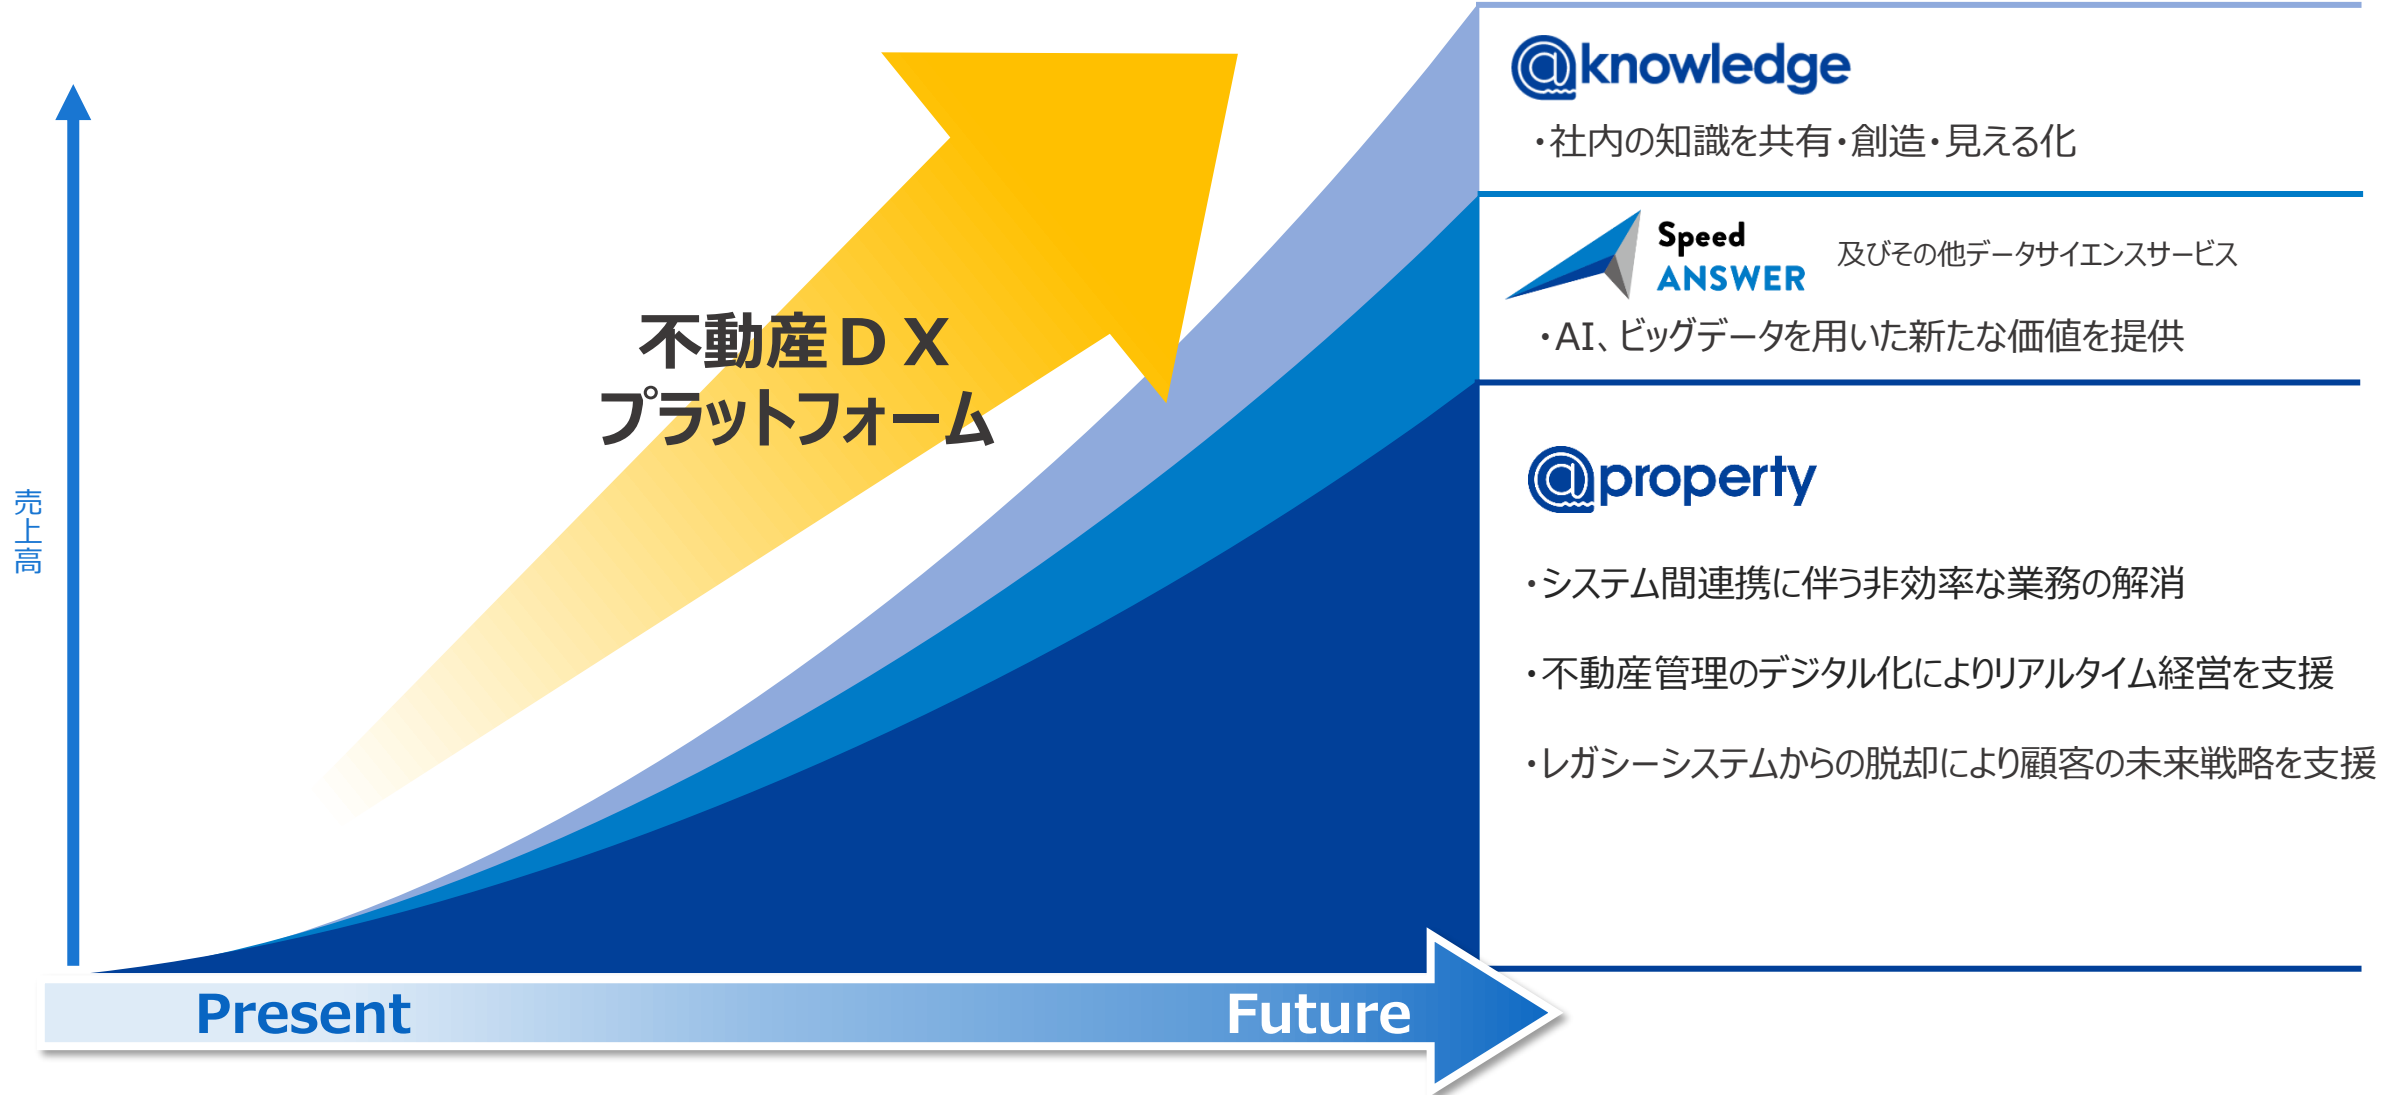 @knowledge
・社内の知識を共有・創造・見える化
Speed
ANSWER
及びその他データサイエンスサービス
・AI、ビッグデータを用いた新たな価値を提供
不動産ＤＸ
プラットフォーム
売上高
@property
・システム間連携に伴う非効率な業務の解消
・不動産管理のデジタル化によりリアルタイム経営を支援
・レガシーシステムからの脱却により顧客の未来戦略を支援
Present
Future